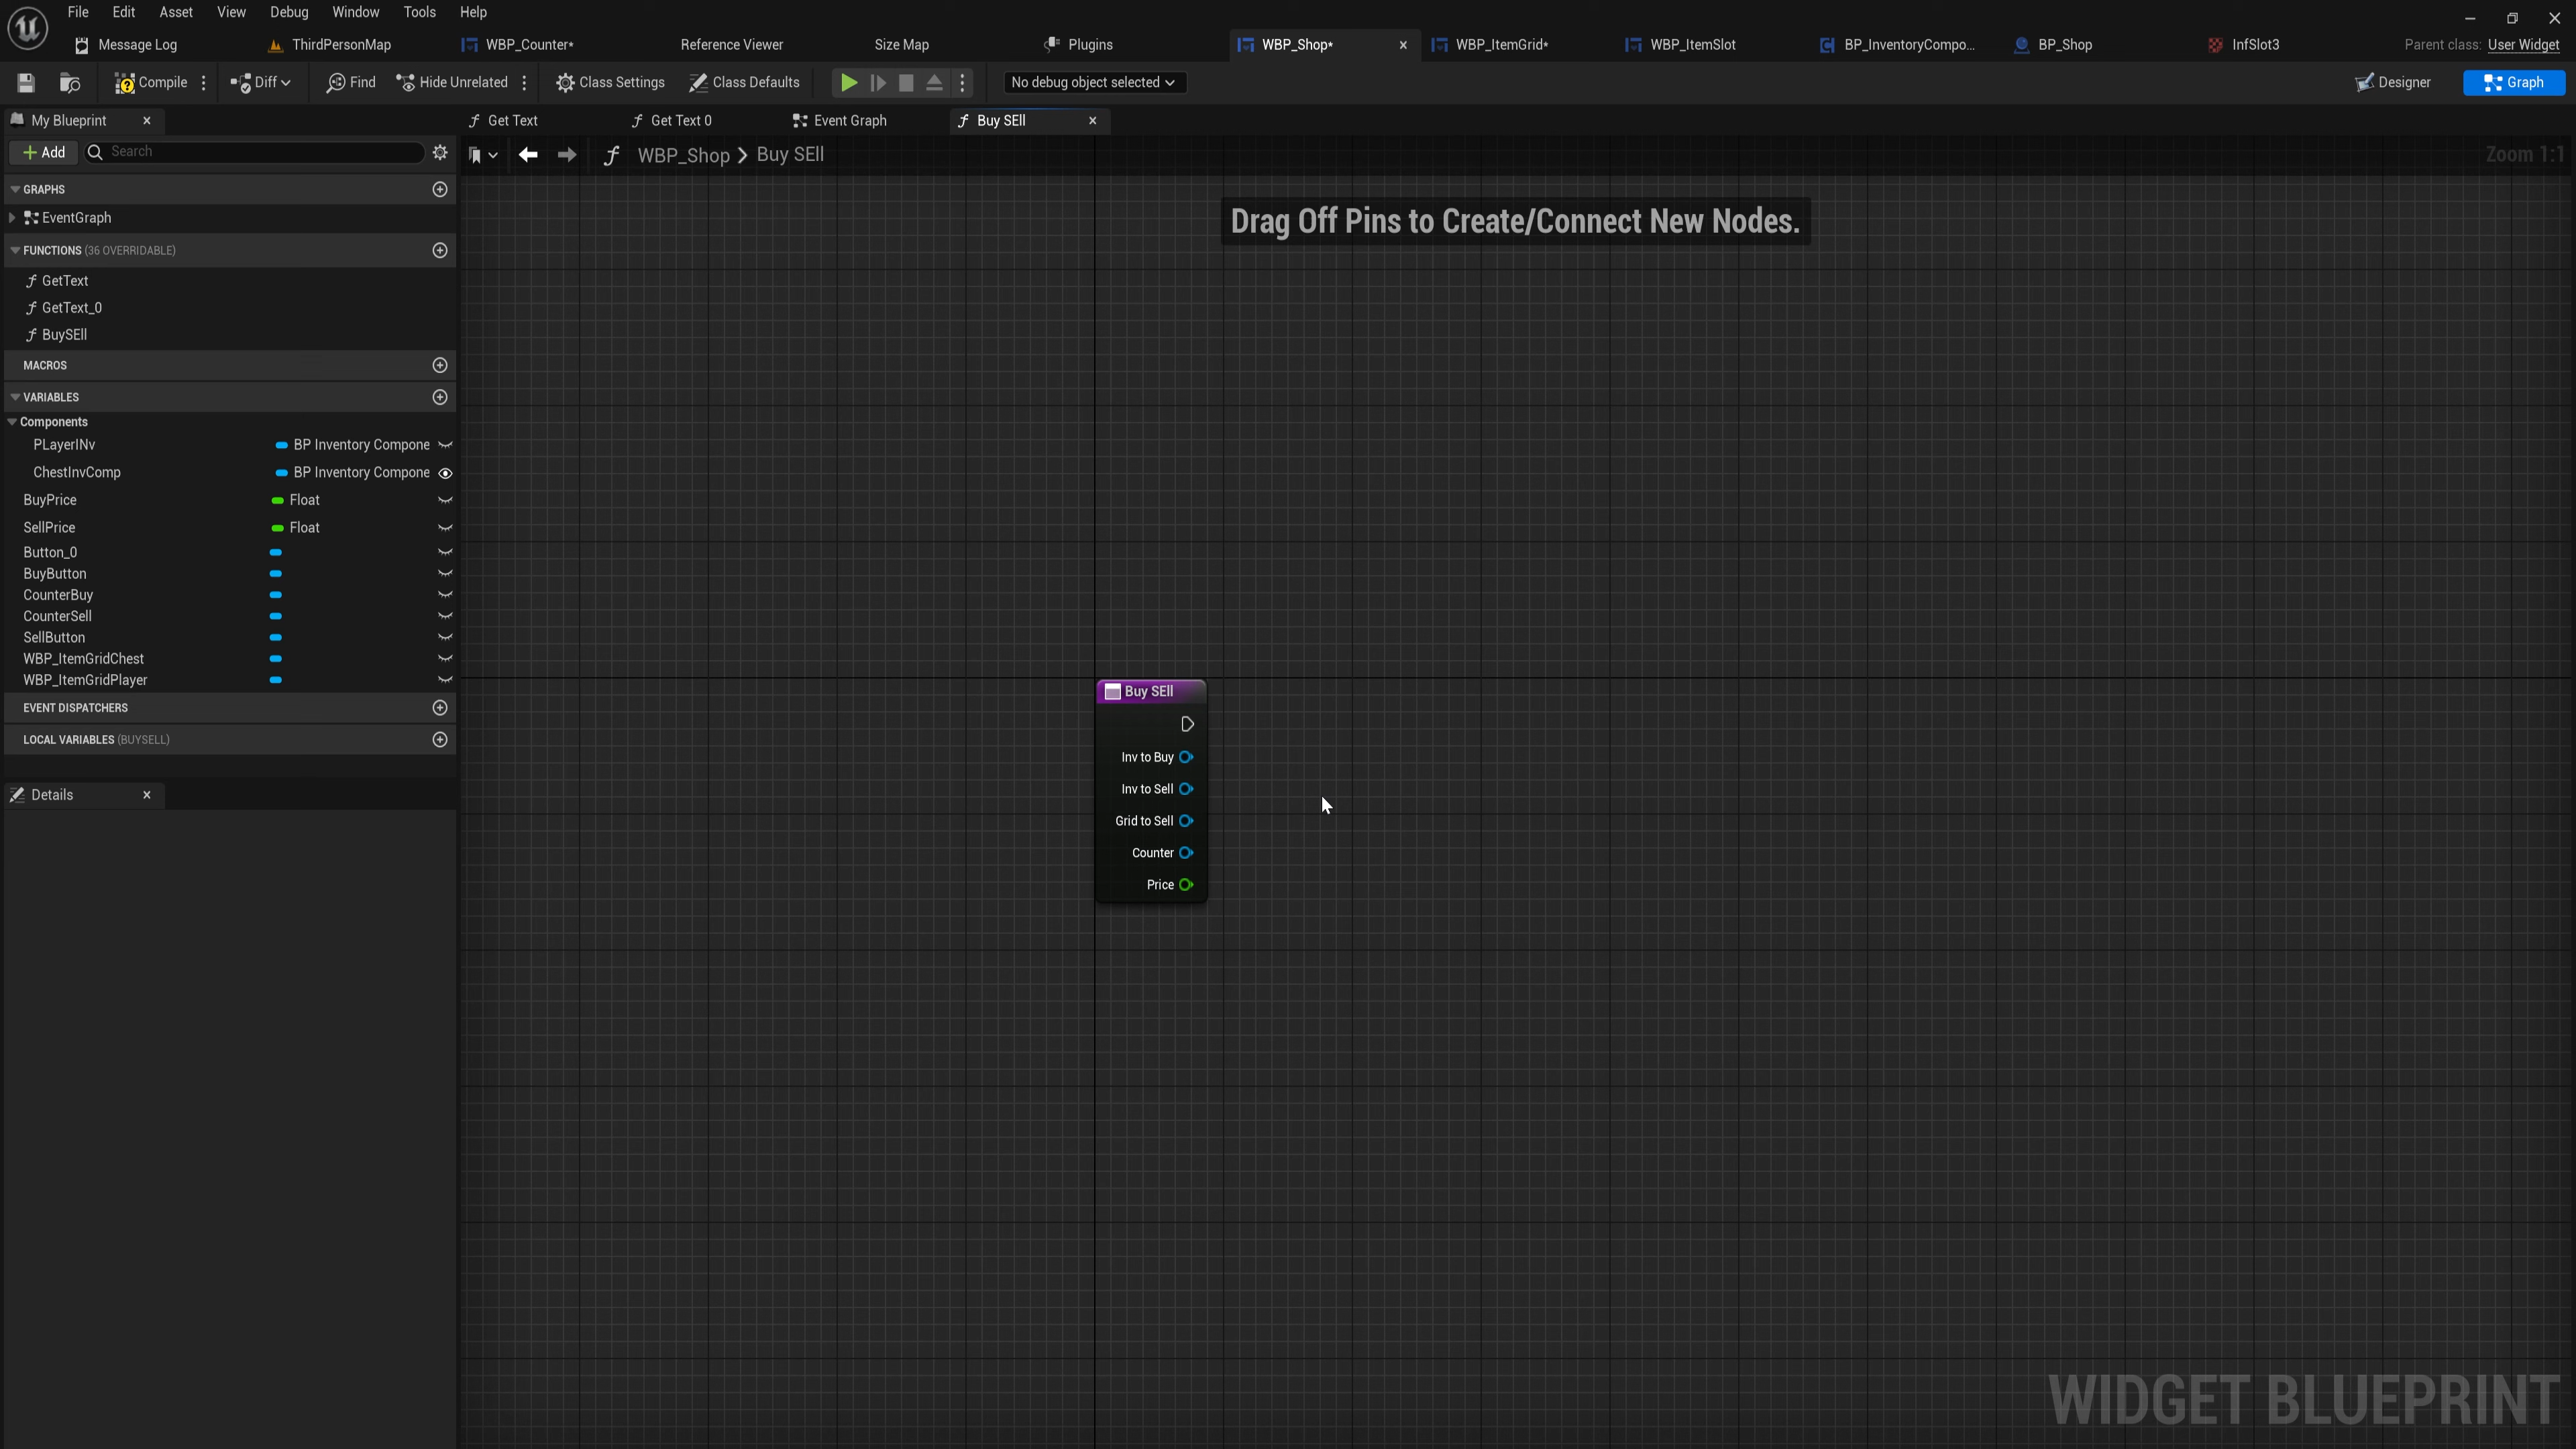 File Edit Asset View Debug Window Tools Help
Message Log ThirdPersonMap WBP_Counter* Reference Viewer Size Map Plugins WBP_Shop* WBP_ItemGrid* WBP_ItemSlot BP_InventoryCompo... BP_Shop InfSlot3 Parent class: User Widget
Compile Diff Find Hide Unrelated Class Settings Class Defaults No debug object selected Designer Graph
My Blueprint Get Text Get Text 0 Event Graph Buy SEll
Add Search WBP_Shop > Buy SEll Zoom 1:1
GRAPHS
EventGraph
Drag Off Pins to Create/Connect New Nodes.
FUNCTIONS (36 OVERRIDABLE)
GetText
GetText_0
BuySEll
MACROS
VARIABLES
Components
PLayerINv BP Inventory Compone
ChestInvComp BP Inventory Compone
BuyPrice Float
SellPrice Float
Button_0
BuyButton
CounterBuy
CounterSell
SellButton
WBP_ItemGridChest
WBP_ItemGridPlayer
EVENT DISPATCHERS
LOCAL VARIABLES (BUYSELL)
Details
Buy SEll
Inv to Buy
Inv to Sell
Grid to Sell
Counter
Price
WIDGET BLUEPRINT